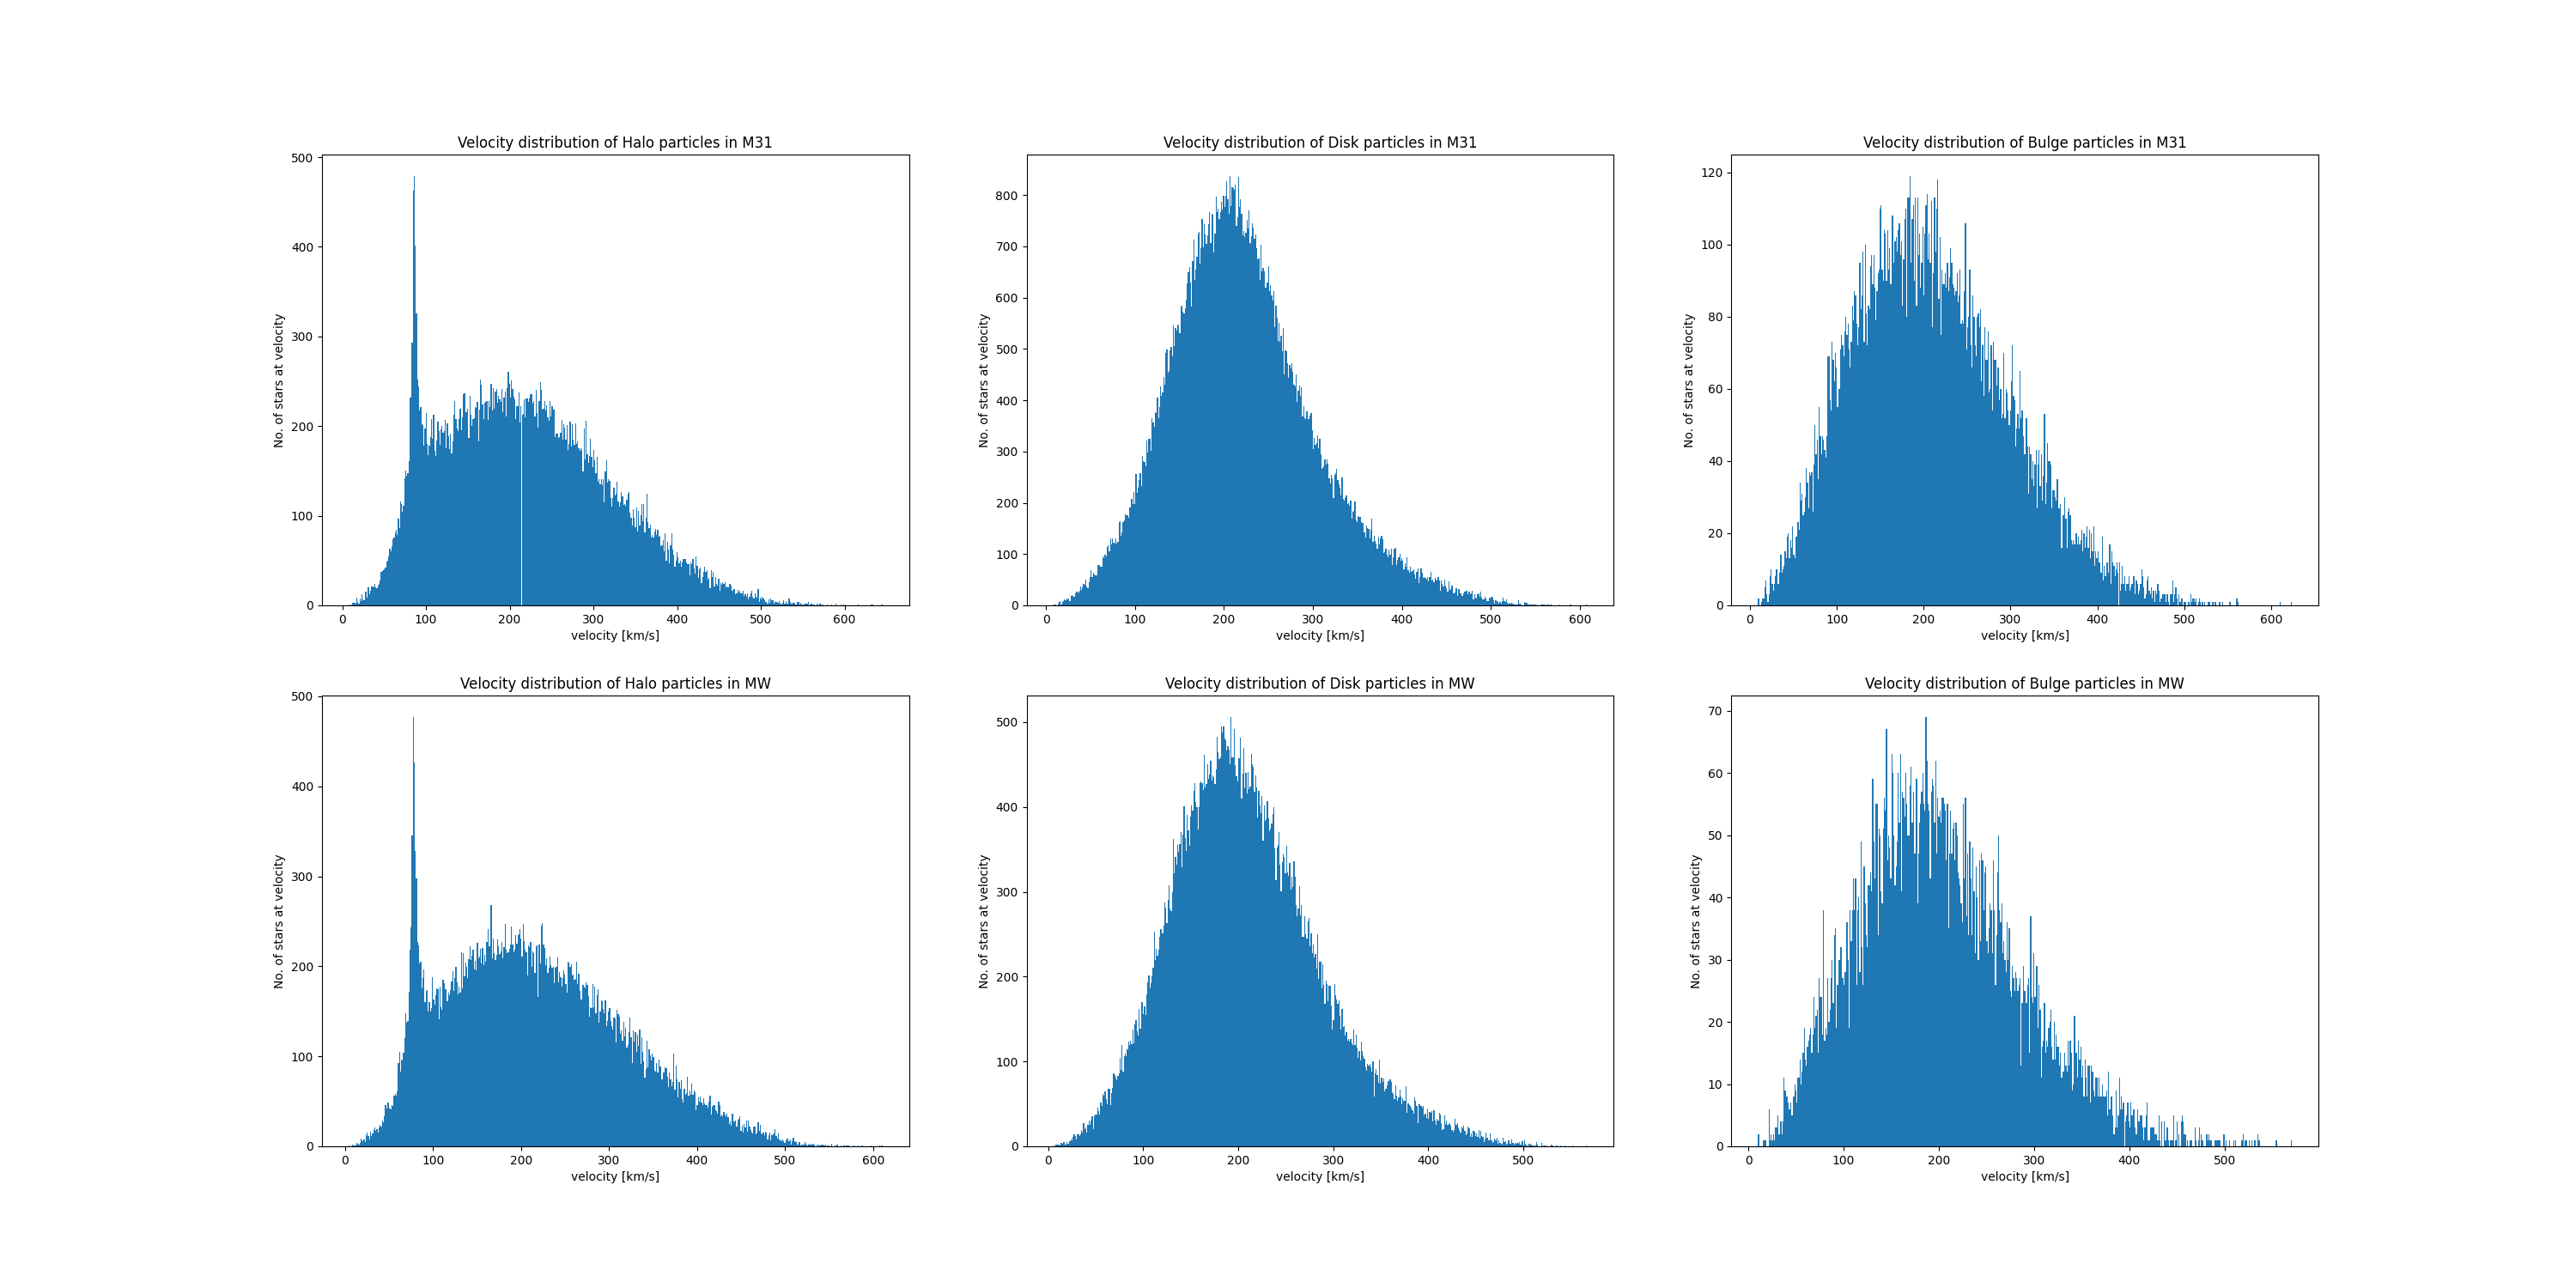 Velocity distribution of Halo particles in M31
500
400
300
200
100
0
No. of stars at velocity
0 100 200 300 400 500 600
velocity [km/s]
Velocity distribution of Disk particles in M31
800
700
600
500
400
300
200
100
0
No. of stars at velocity
0 100 200 300 400 500 600
velocity [km/s]
Velocity distribution of Bulge particles in M31
120
100
80
60
40
20
0
No. of stars at velocity
0 100 200 300 400 500 600
velocity [km/s]
Velocity distribution of Halo particles in MW
500
400
300
200
100
0
No. of stars at velocity
0 100 200 300 400 500 600
velocity [km/s]
Velocity distribution of Disk particles in MW
500
400
300
200
100
0
No. of stars at velocity
0 100 200 300 400 500
velocity [km/s]
Velocity distribution of Bulge particles in MW
70
60
50
40
30
20
10
0
No. of stars at velocity
0 100 200 300 400 500
velocity [km/s]